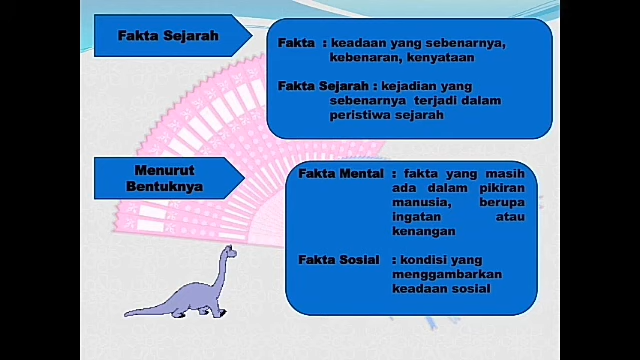 Fakta Sejarah
Fakta : keadaan yang sebenarnya,
kebenaran, kenyataan
Fakta Sejarah : kejadian yang
sebenarnya terjadi dalam
peristiwa sejarah
Menurut
Bentuknya
Fakta Mental : fakta yang masih
ada dalam pikiran
manusia, berupa
ingatan atau
kenangan
Fakta Sosial : kondisi yang
menggambarkan
keadaan sosial